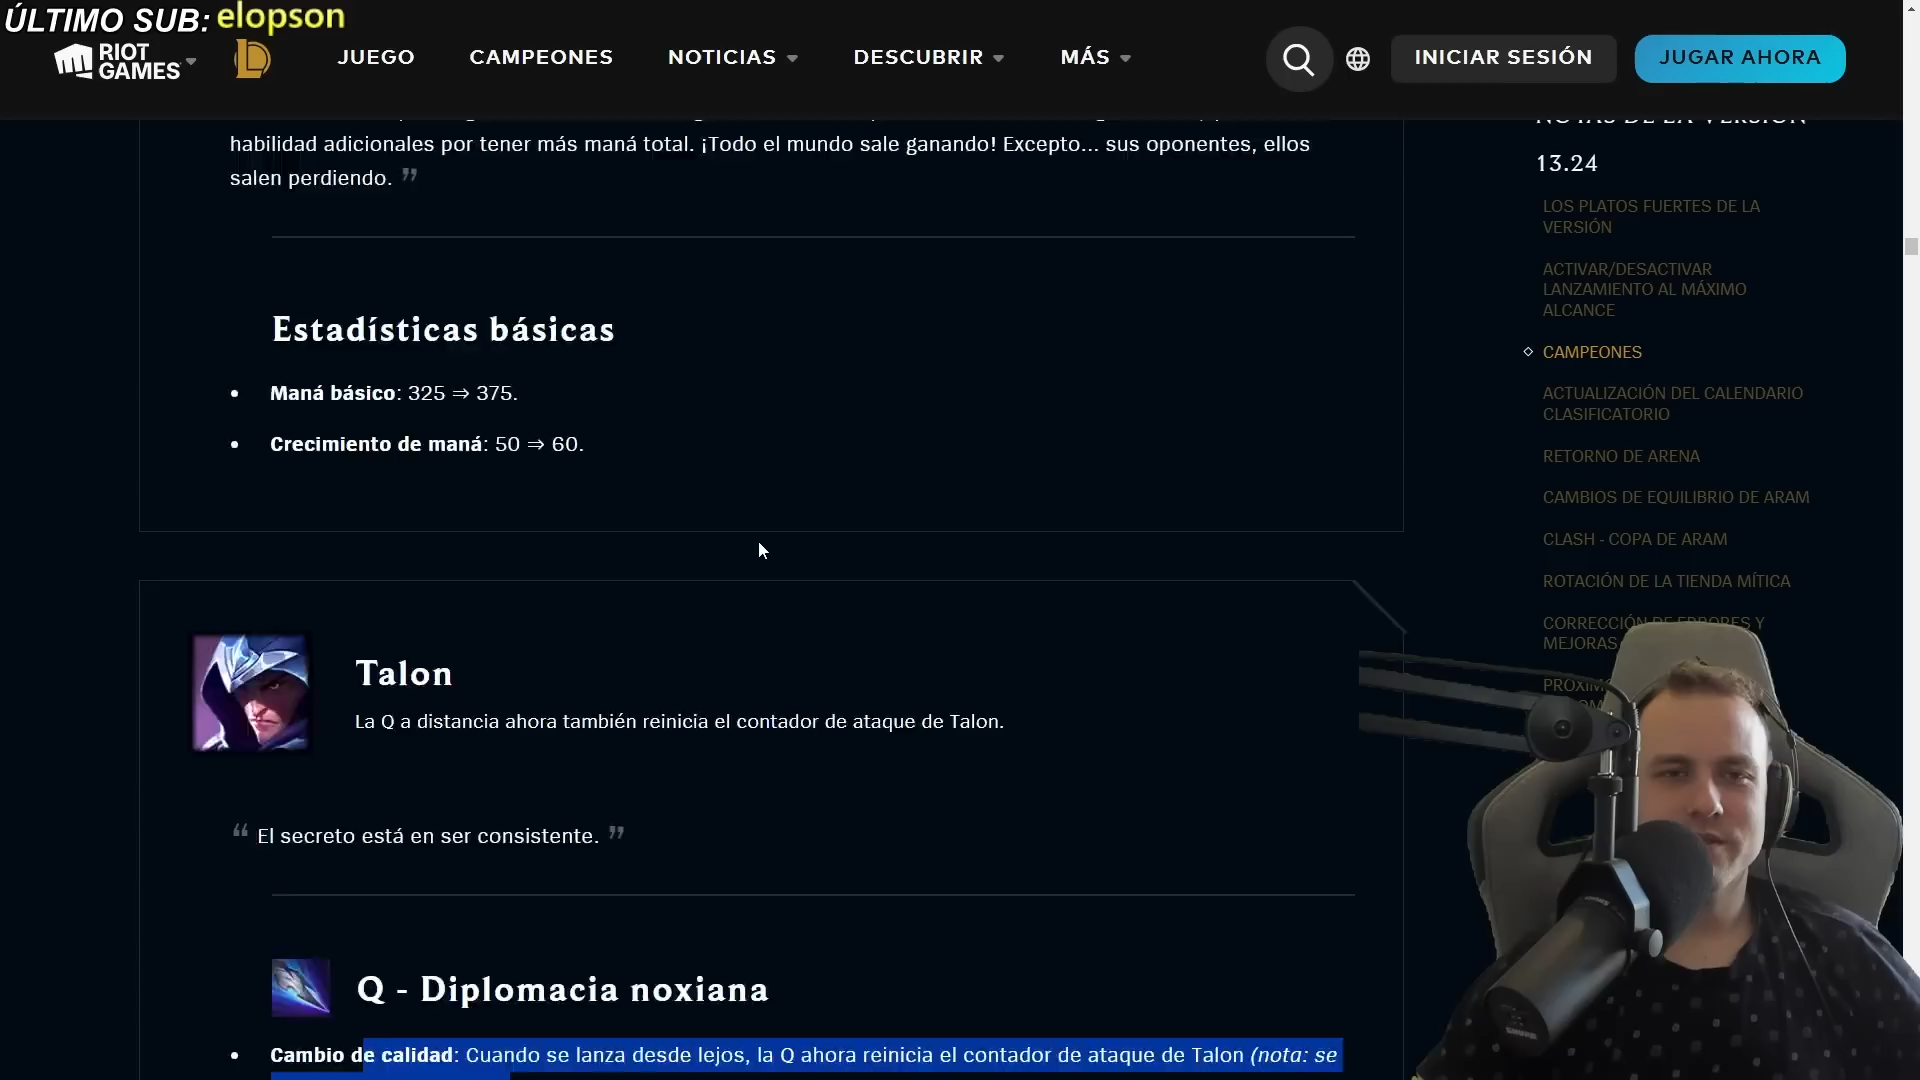 ÚLTIMO SUB: elopson
RIOT GAMES
JUEGO
CAMPEONES
NOTICIAS
DESCUBRIR
MÁS
INICIAR SESIÓN
JUGAR AHORA
habilidad adicionales por tener más maná total. ¡Todo el mundo sale ganando! Excepto... sus oponentes, ellos
salen perdiendo. ”
Estadísticas básicas
• Maná básico: 325 ⇒ 375.
• Crecimiento de maná: 50 ⇒ 60.
Talon
La Q a distancia ahora también reinicia el contador de ataque de Talon.
“ El secreto está en ser consistente. ”
Q - Diplomacia noxiana
• Cambio de calidad: Cuando se lanza desde lejos, la Q ahora reinicia el contador de ataque de Talon (nota: se
NOTAS DE LA VERSIÓN
13.24
LOS PLATOS FUERTES DE LA
VERSIÓN
ACTIVAR/DESACTIVAR
LANZAMIENTO AL MÁXIMO
ALCANCE
CAMPEONES
ACTUALIZACIÓN DEL CALENDARIO
CLASIFICATORIO
RETORNO DE ARENA
CAMBIOS DE EQUILIBRIO DE ARAM
CLASH - COPA DE ARAM
ROTACIÓN DE LA TIENDA MÍTICA
CORRECCIÓN DE ERRORES Y
MEJORAS